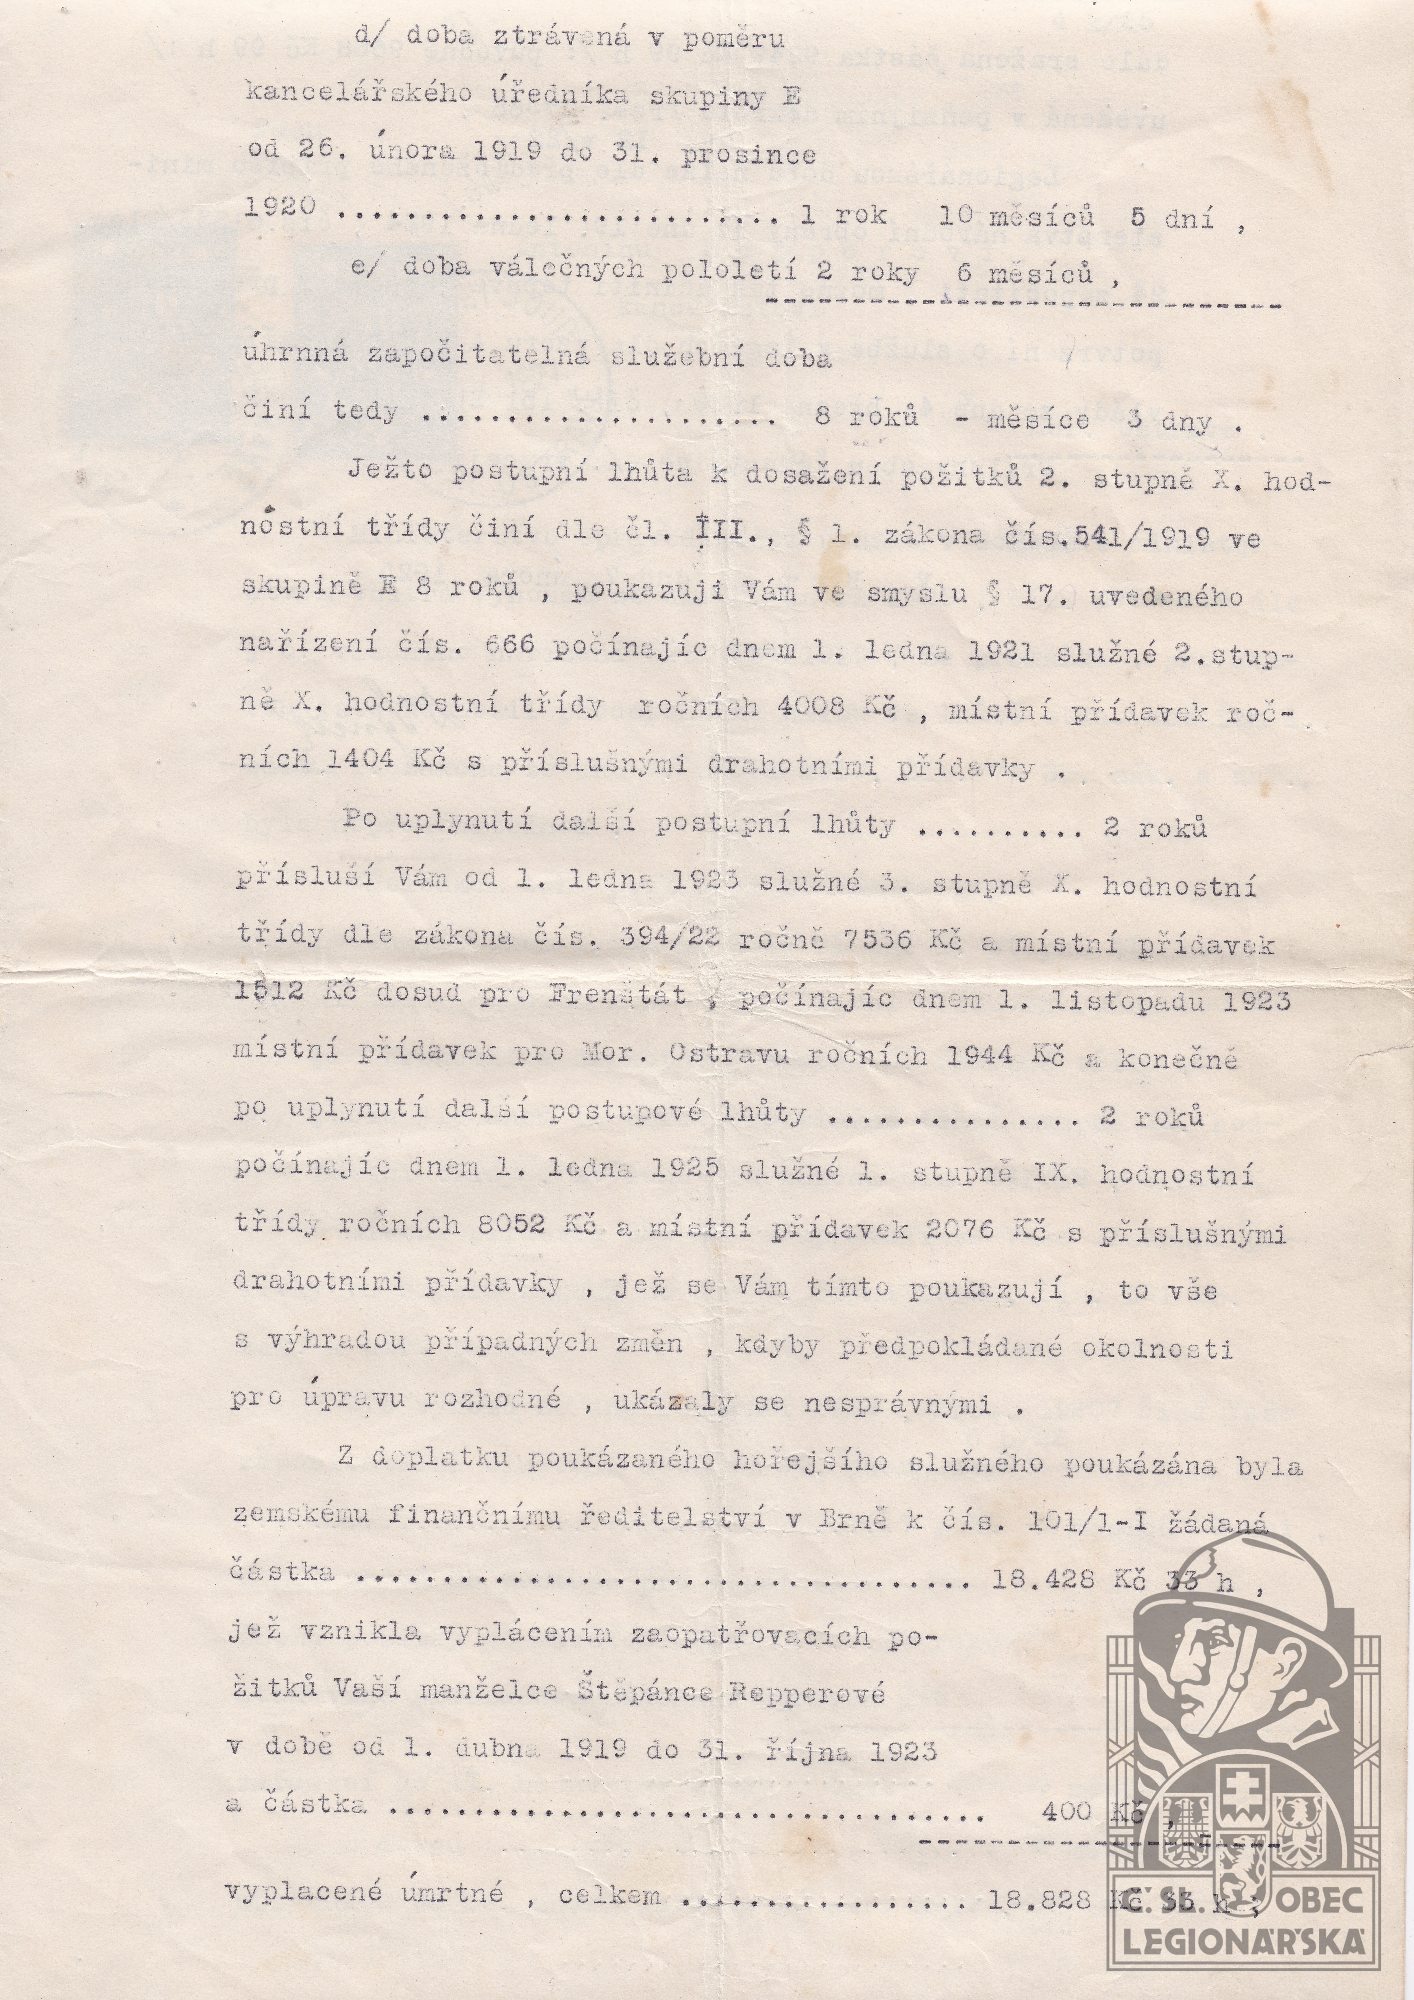 d/ doba ztrávená v poměru
kancelářského úředníka skupiny E
od 26. února 1919 do 31. prosince
1920 .......................... 1 rok 10 měsíců 5 dní ,
e/ doba válečných pololetí 2 roky 6 měsíců ,
úhrnná započitatelná služební doba
činí tedy ..................... 8 roků - měsíce 3 dny .
Ježto postupní lhůta k dosažení požitků 2. stupně X. hod-
nostní třídy činí dle čl. III., § 1. zákona čís.541/1919 ve
skupině E 8 roků , poukazuji Vám ve smyslu § 17. uvedeného
nařízení čís. 666 počínajíc dnem 1. ledna 1921 služné 2.stup-
ně X. hodnostní třídy ročních 4008 Kč , místní přídavek roč-
ních 1404 Kč s příslušnými drahotními přídavky .
Po uplynutí další postupní lhůty .......... 2 roků
přísluší Vám od 1. ledna 1923 služné 3. stupně X. hodnostní
třídy dle zákona čís. 394/22 ročně 7536 Kč a místní přídavek
1512 Kč dosud pro Frenštát , počínajíc dnem 1. listopadu 1923
místní přídavek pro Mor. Ostravu ročních 1944 Kč a konečně
po uplynutí další postupové lhůty ............... 2 roků
počínajíc dnem 1. ledna 1925 služné 1. stupně IX. hodnostní
třídy ročních 8052 Kč a místní přídavek 2076 Kč s příslušnými
drahotními přídavky , jež se Vám tímto poukazují , to vše
s výhradou případných změn , kdyby předpokládané okolnosti
pro úpravu rozhodné , ukázaly se nesprávnými .
Z doplatku poukázaného hořejšího služného poukázána byla
zemskému finančnímu ředitelství v Brně k čís. 101/1-I žádaná
částka .................................... 18.428 Kč 33 h ,
jež vznikla vyplácením zaopatřovacích po-
žitků Vaší manželce Štěpánce Repperové
v době od 1. dubna 1919 do 31. října 1923
a částka ................................... 400 Kč ,
vyplacené úmrtné , celkem ................. 18.828 Kč 33 h ,
Č. SL. OBEC
LEGIONÁŘSKÁ